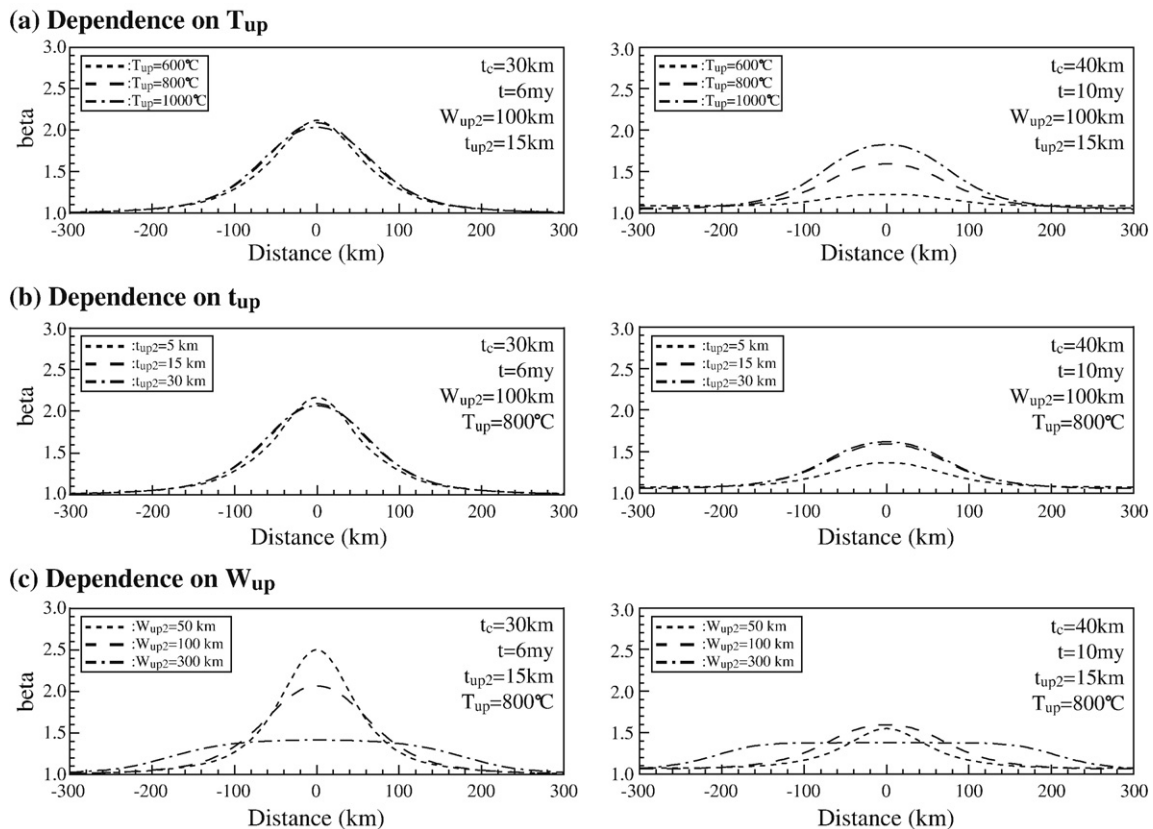 (a) Dependence on Tup
3.0
2.5
2.0
1.5
1.0
beta
:Tup=600℃
:Tup=800℃
:Tup=1000℃
tc=30km
t=6my
Wup2=100km
tup2=15km
-300 -200 -100 0 100 200 300
Distance (km)
3.0
2.5
2.0
1.5
1.0
:Tup=600℃
:Tup=800℃
:Tup=1000℃
tc=40km
t=10my
Wup2=100km
tup2=15km
-300 -200 -100 0 100 200 300
Distance (km)
(b) Dependence on tup
3.0
2.5
2.0
1.5
1.0
beta
:tup2=5 km
:tup2=15 km
:tup2=30 km
tc=30km
t=6my
Wup2=100km
Tup=800℃
-300 -200 -100 0 100 200 300
Distance (km)
3.0
2.5
2.0
1.5
1.0
:tup2=5 km
:tup2=15 km
:tup2=30 km
tc=40km
t=10my
Wup2=100km
Tup=800℃
-300 -200 -100 0 100 200 300
Distance (km)
(c) Dependence on Wup
3.0
2.5
2.0
1.5
1.0
beta
:Wup2=50 km
:Wup2=100 km
:Wup2=300 km
tc=30km
t=6my
tup2=15km
Tup=800℃
-300 -200 -100 0 100 200 300
Distance (km)
3.0
2.5
2.0
1.5
1.0
:Wup2=50 km
:Wup2=100 km
:Wup2=300 km
tc=40km
t=10my
tup2=15km
Tup=800℃
-300 -200 -100 0 100 200 300
Distance (km)